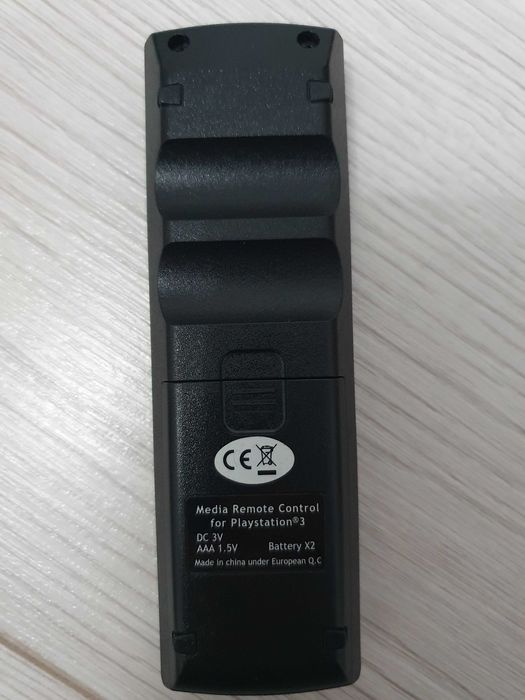 CE
Media Remote Control
for Playstation®3
DC 3V
AAA 1.5V Battery X2
Made in china under European Q.C